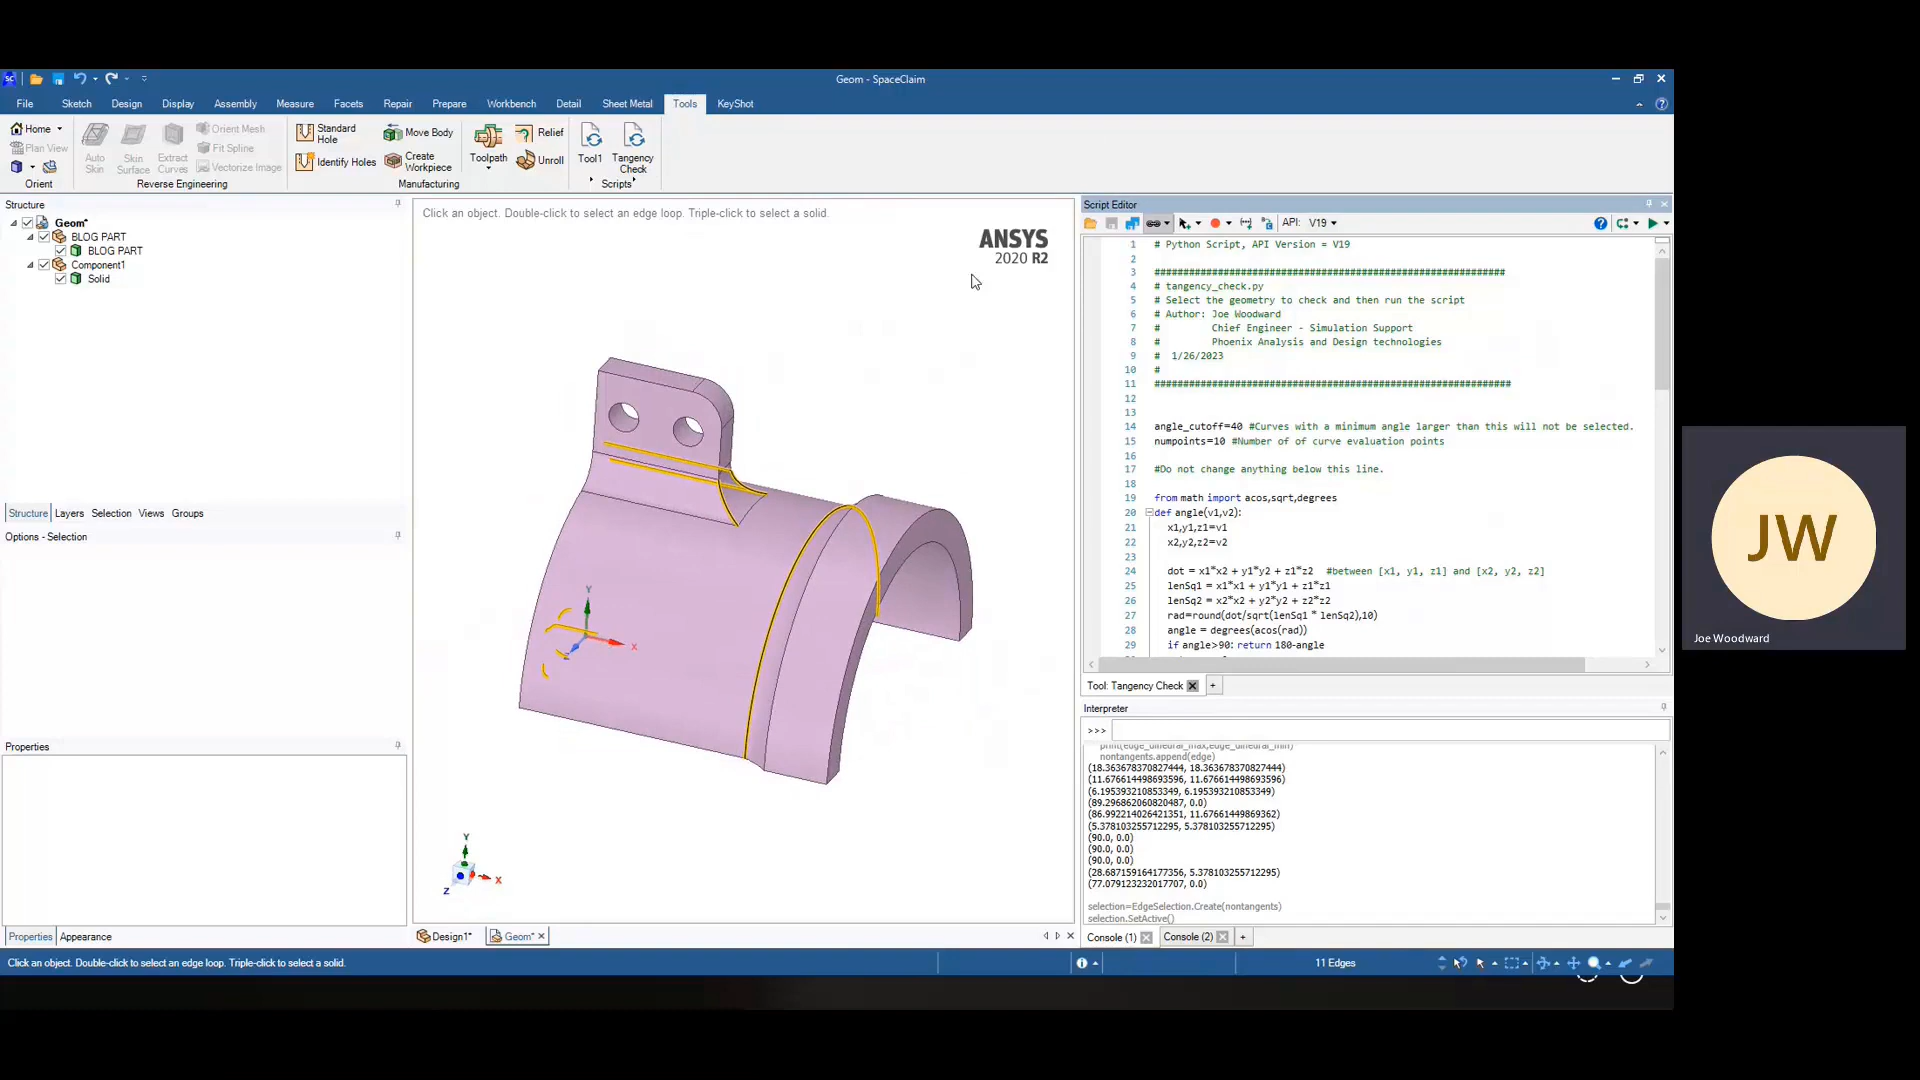 Geom - SpaceClaim
File Sketch Design Display Assembly Measure Facets Repair Prepare Workbench Detail Sheet Metal Tools KeyShot
Home
Plan View
Orient
Auto Skin
Skin Surface
Extract Curves
Orient Mesh
Fit Spline
Vectorize Image
Reverse Engineering
Standard Hole
Identify Holes
Move Body
Create Workpiece
Toolpath
Relief
Unroll
Manufacturing
Tool1
Tangency Check
Scripts
Structure
Geom*
BLOG PART
BLOG PART
Component1
Solid
Structure Layers Selection Views Groups
Options - Selection
Properties
Properties Appearance
Click an object. Double-click to select an edge loop. Triple-click to select a solid.
ANSYS
2020 R2
Y
X
Y
X
Z
Design1* Geom*
Script Editor
API: V19
1 # Python Script, API Version = V19
2
3 ######################################################
4 # tangency_check.py
5 # Select the geometry to check and then run the script
6 # Author: Joe Woodward
7 # Chief Engineer - Simulation Support
8 # Phoenix Analysis and Design technologies
9 # 1/26/2023
10 #
11 #######################################################
12
13
14 angle_cutoff=40 #Curves with a minimum angle larger than this will not be selected.
15 numpoints=10 #Number of of curve evaluation points
16
17 #Do not change anything below this line.
18
19 from math import acos,sqrt,degrees
20 def angle(v1,v2):
21 x1,y1,z1=v1
22 x2,y2,z2=v2
23
24 dot = x1*x2 + y1*y2 + z1*z2 #between [x1, y1, z1] and [x2, y2, z2]
25 lenSq1 = x1*x1 + y1*y1 + z1*z1
26 lenSq2 = x2*x2 + y2*y2 + z2*z2
27 rad=round(dot/sqrt(lenSq1 * lenSq2),10)
28 angle = degrees(acos(rad))
29 if angle>90: return 180-angle
Tool: Tangency Check
Interpreter
>>>
print(edge_dihedral_max,edge_dihedral_min)
nontangents.append(edge)
(18.363678370827444, 18.363678370827444)
(11.676614498693596, 11.676614498693596)
(6.195393210853349, 6.195393210853349)
(89.296862060820487, 0.0)
(86.992214026421351, 11.67661449869362)
(5.378103255712295, 5.378103255712295)
(90.0, 0.0)
(90.0, 0.0)
(90.0, 0.0)
(28.687159164177356, 5.378103255712295)
(77.079123232017707, 0.0)
selection=EdgeSelection.Create(nontangents)
selection.SetActive()
Console (1) Console (2)
Click an object. Double-click to select an edge loop. Triple-click to select a solid.
11 Edges
JW
Joe Woodward